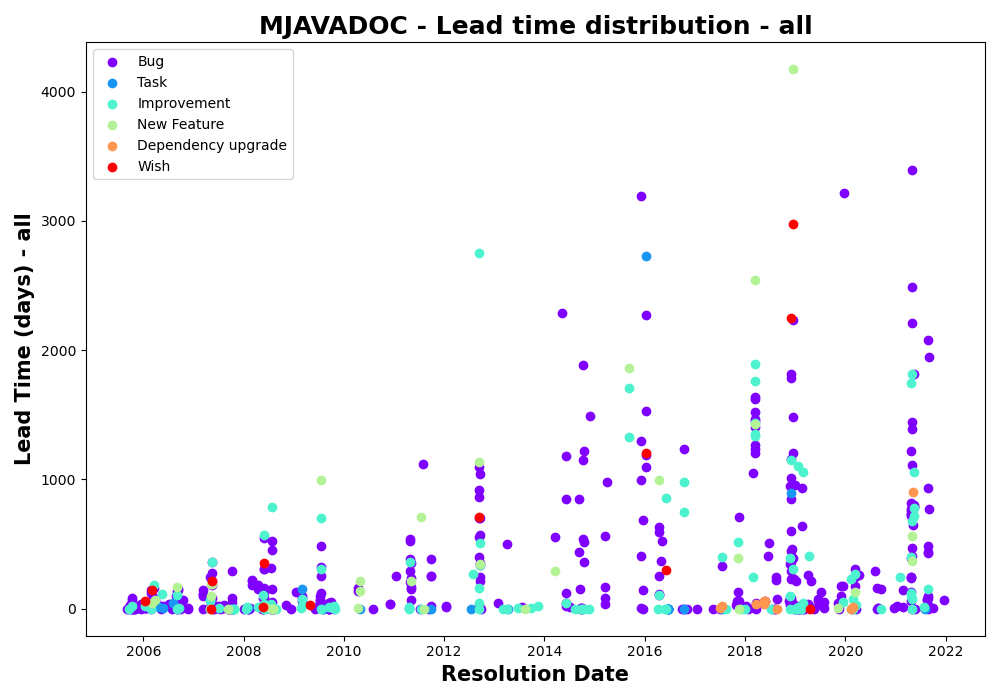 MJAVADOC - Lead time distribution - all
Bug
Task
Improvement
New Feature
Dependency upgrade
Wish
4000
3000
2000
1000
0
Lead Time (days) - all
2006 2008 2010 2012 2014 2016 2018 2020 2022
Resolution Date